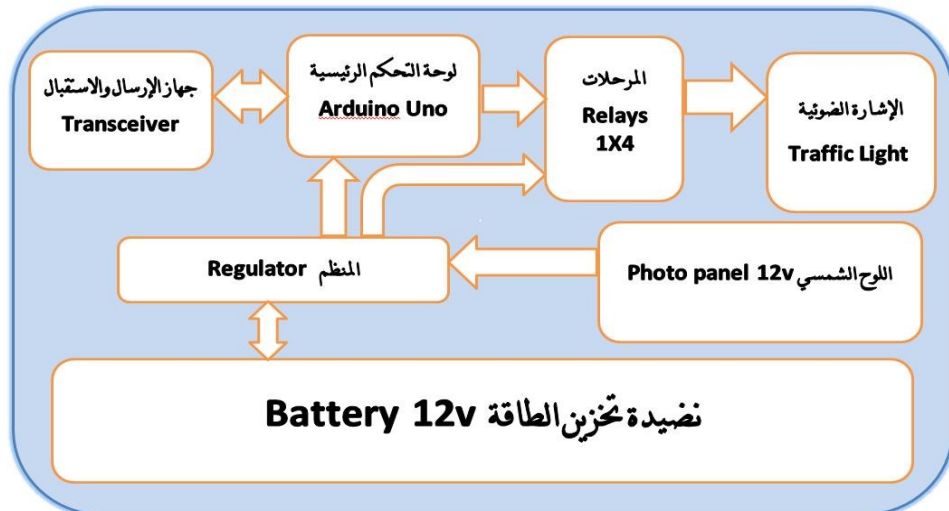 جهاز الإرسال والاستقبال
Transceiver
لوحة التحكم الرئيسية
Arduino Uno
المرحلات
Relays
1X4
الإشارة الضوئية
Traffic Light
المنظم Regulator
اللوح الشمسي Photo panel 12v
نضيدة تخزين الطاقة Battery 12v